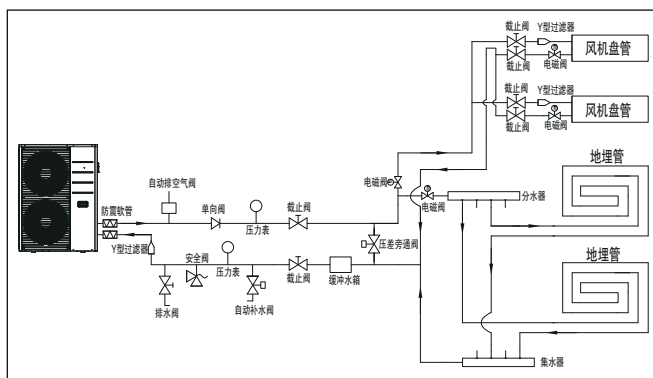 截止阀
Y型过滤器
风机盘管
截止阀
电磁阀
截止阀
Y型过滤器
风机盘管
截止阀
电磁阀
地埋管
自动排空气阀
电磁阀
防震软管
单向阀
压力表
截止阀
电磁阀
分水器
Y型过滤器
安全阀
压力表
压差旁通阀
截止阀
缓冲水箱
地埋管
排水阀
自动补水阀
集水器